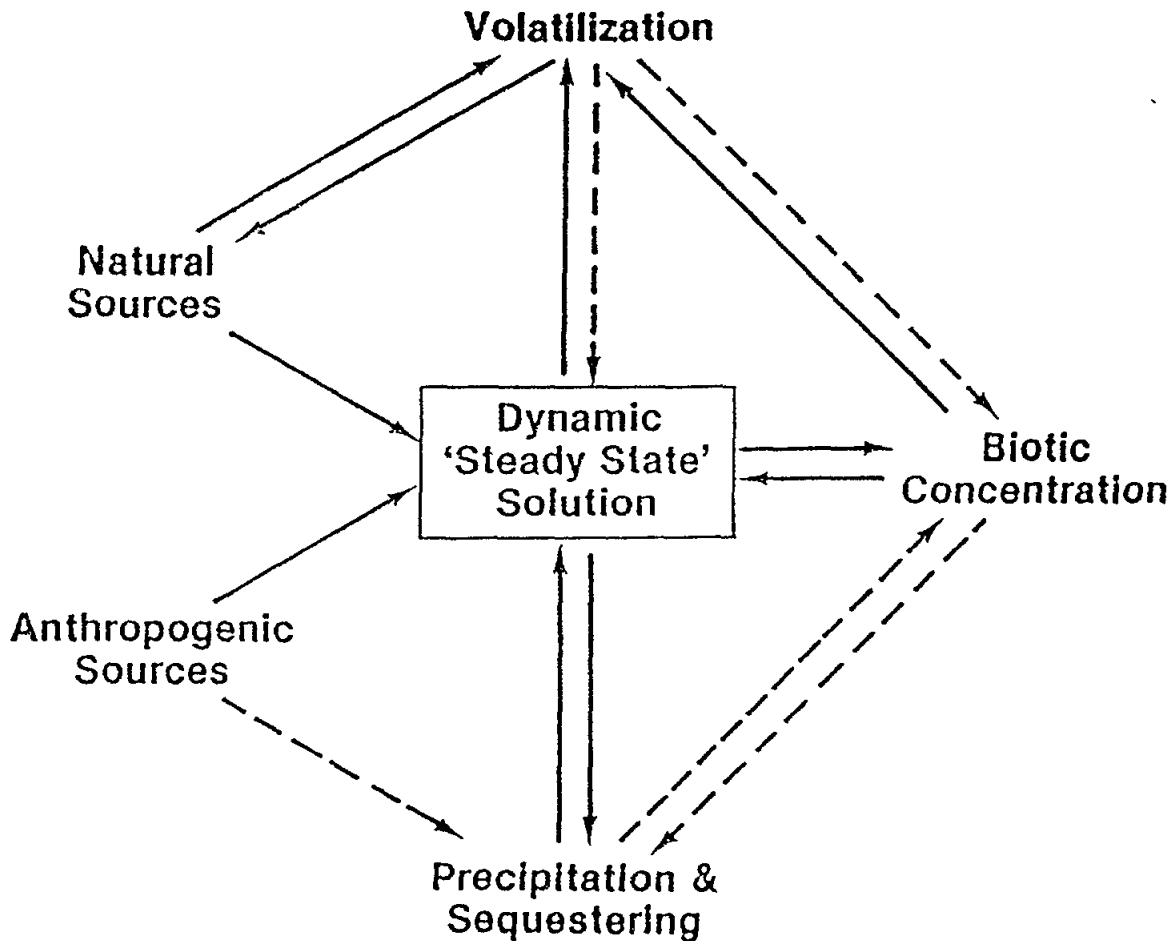 Volatilization
Natural
Sources
Dynamic
‘Steady State’
Solution
Biotic
Concentration
Anthropogenic
Sources
Precipitation &
Sequestering